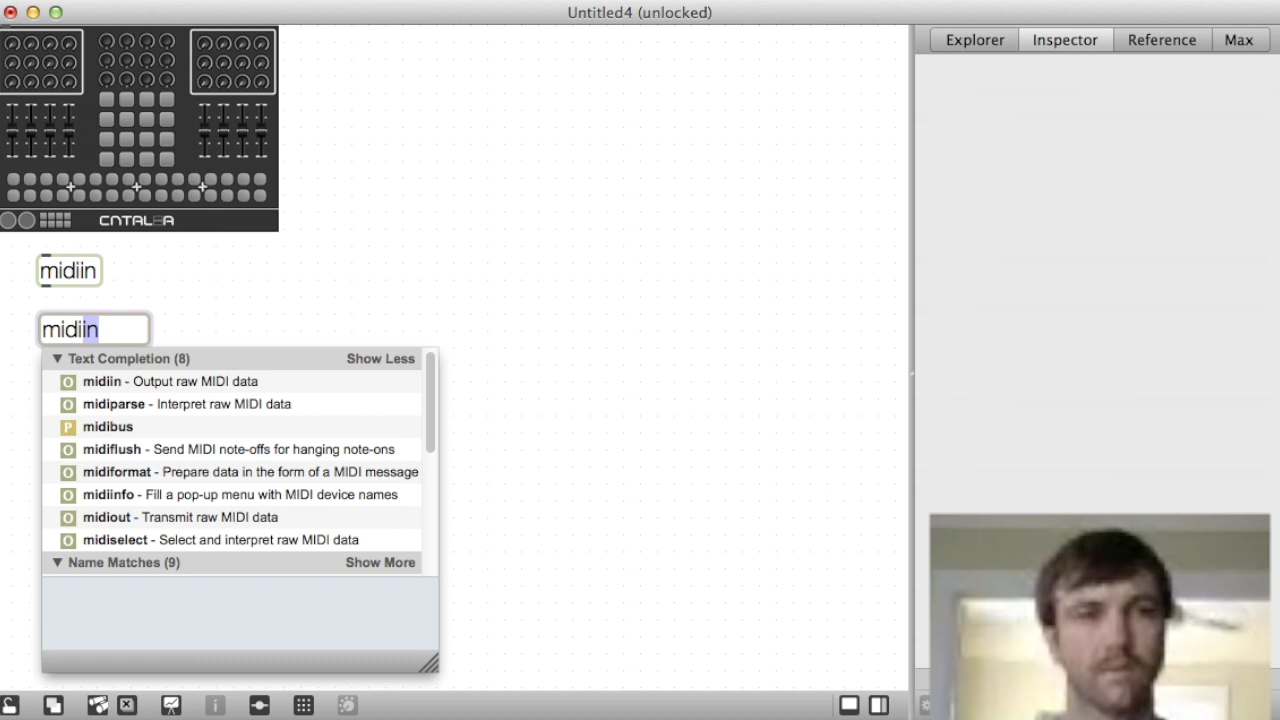 Untitled4 (unlocked)
Explorer Inspector Reference Max
CNTRL:R
midiin
midiin
Text Completion (8) Show Less
O midiin - Output raw MIDI data
O midiparse - Interpret raw MIDI data
P midibus
O midiflush - Send MIDI note-offs for hanging note-ons
O midiformat - Prepare data in the form of a MIDI message
O midiinfo - Fill a pop-up menu with MIDI device names
O midiout - Transmit raw MIDI data
O midiselect - Select and interpret raw MIDI data
Name Matches (9) Show More